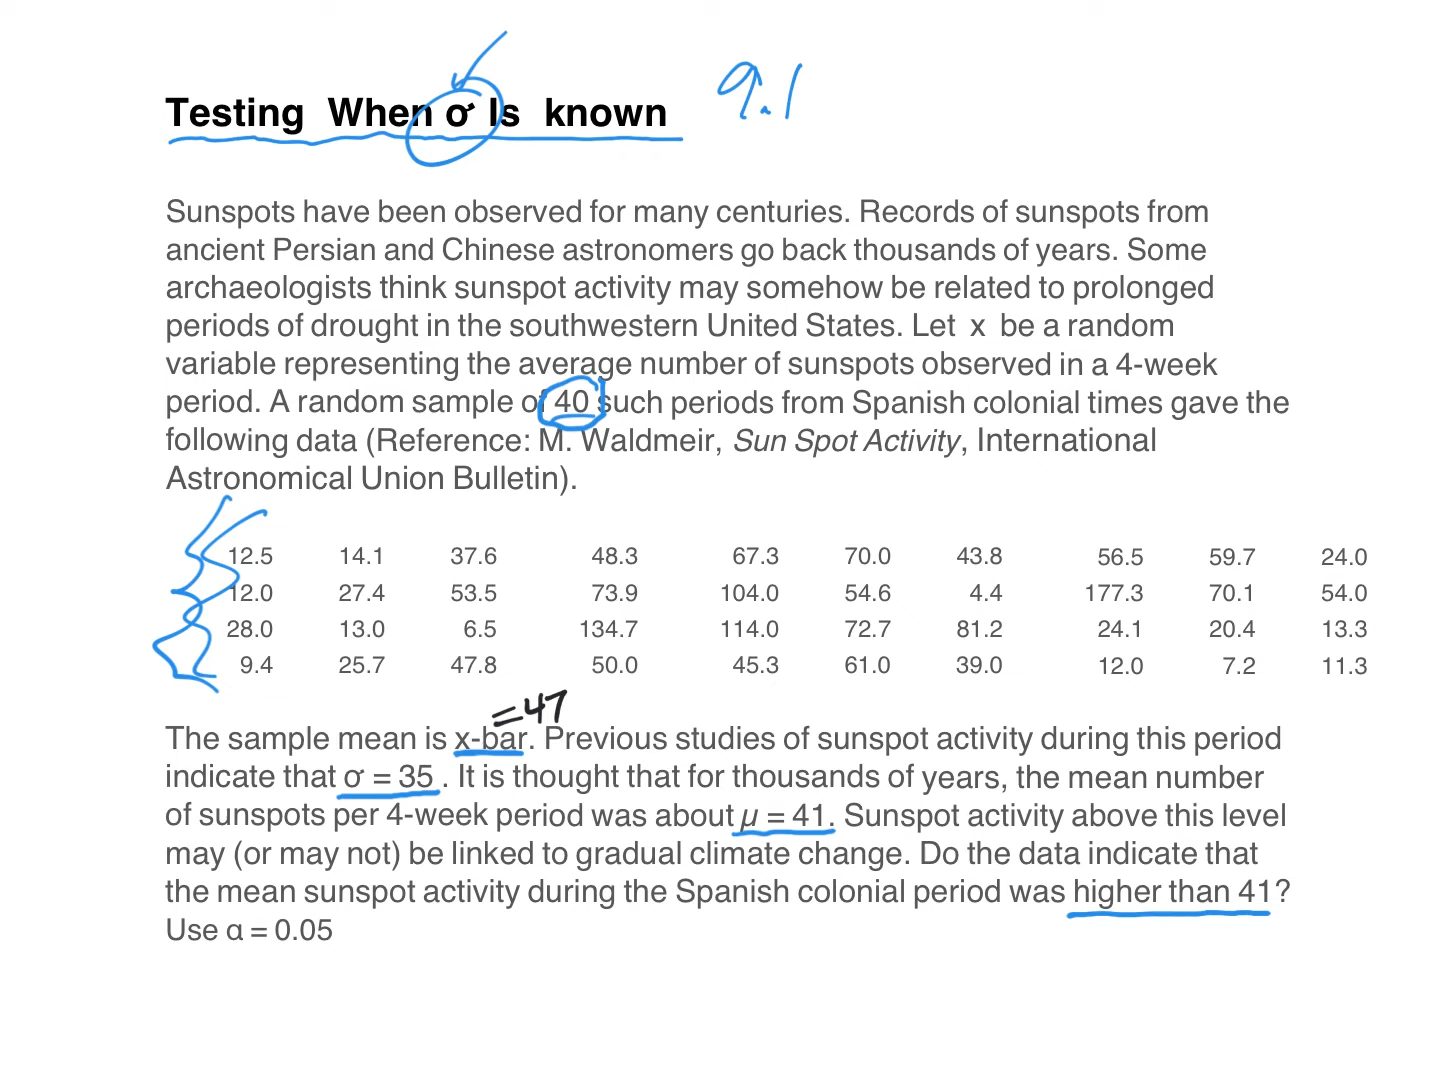 Testing When σ Is known 9.1
Sunspots have been observed for many centuries. Records of sunspots from
ancient Persian and Chinese astronomers go back thousands of years. Some
archaeologists think sunspot activity may somehow be related to prolonged
periods of drought in the southwestern United States. Let x be a random
variable representing the average number of sunspots observed in a 4-week
period. A random sample of 40 such periods from Spanish colonial times gave the
following data (Reference: M. Waldmeir, Sun Spot Activity, International
Astronomical Union Bulletin).
12.5 14.1 37.6 48.3 67.3 70.0 43.8 56.5 59.7 24.0
12.0 27.4 53.5 73.9 104.0 54.6 4.4 177.3 70.1 54.0
28.0 13.0 6.5 134.7 114.0 72.7 81.2 24.1 20.4 13.3
9.4 25.7 47.8 50.0 45.3 61.0 39.0 12.0 7.2 11.3
=47
The sample mean is x-bar. Previous studies of sunspot activity during this period
indicate that σ = 35 . It is thought that for thousands of years, the mean number
of sunspots per 4-week period was about μ = 41. Sunspot activity above this level
may (or may not) be linked to gradual climate change. Do the data indicate that
the mean sunspot activity during the Spanish colonial period was higher than 41?
Use α = 0.05